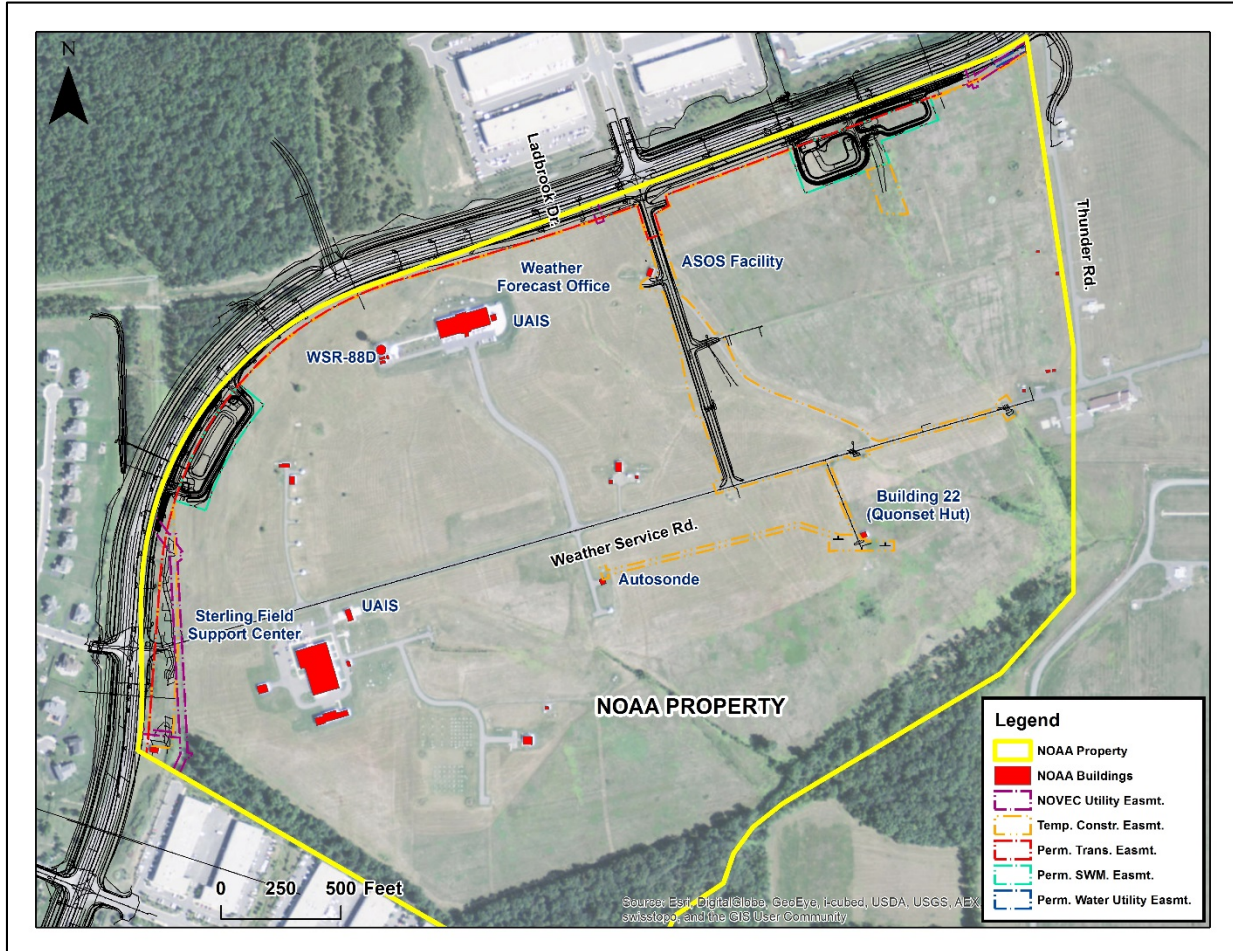 N
Ladbrook Dr.
Thunder Rd.
ASOS Facility
Weather
Forecast Office
UAIS
WSR-88D
Building 22
(Quonset Hut)
Weather Service Rd.
Autosonde
UAIS
Sterling Field
Support Center
NOAA PROPERTY
Legend
NOAA Property
NOAA Buildings
NOVEC Utility Easmt.
Temp. Constr. Easmt.
Perm. Trans. Easmt.
Perm. SWM. Easmt.
Perm. Water Utility Easmt.
0 250 500 Feet
Source: Esri, DigitalGlobe, GeoEye, i-cubed, USDA, USGS, AEX,
swisstopo, and the GIS User Community